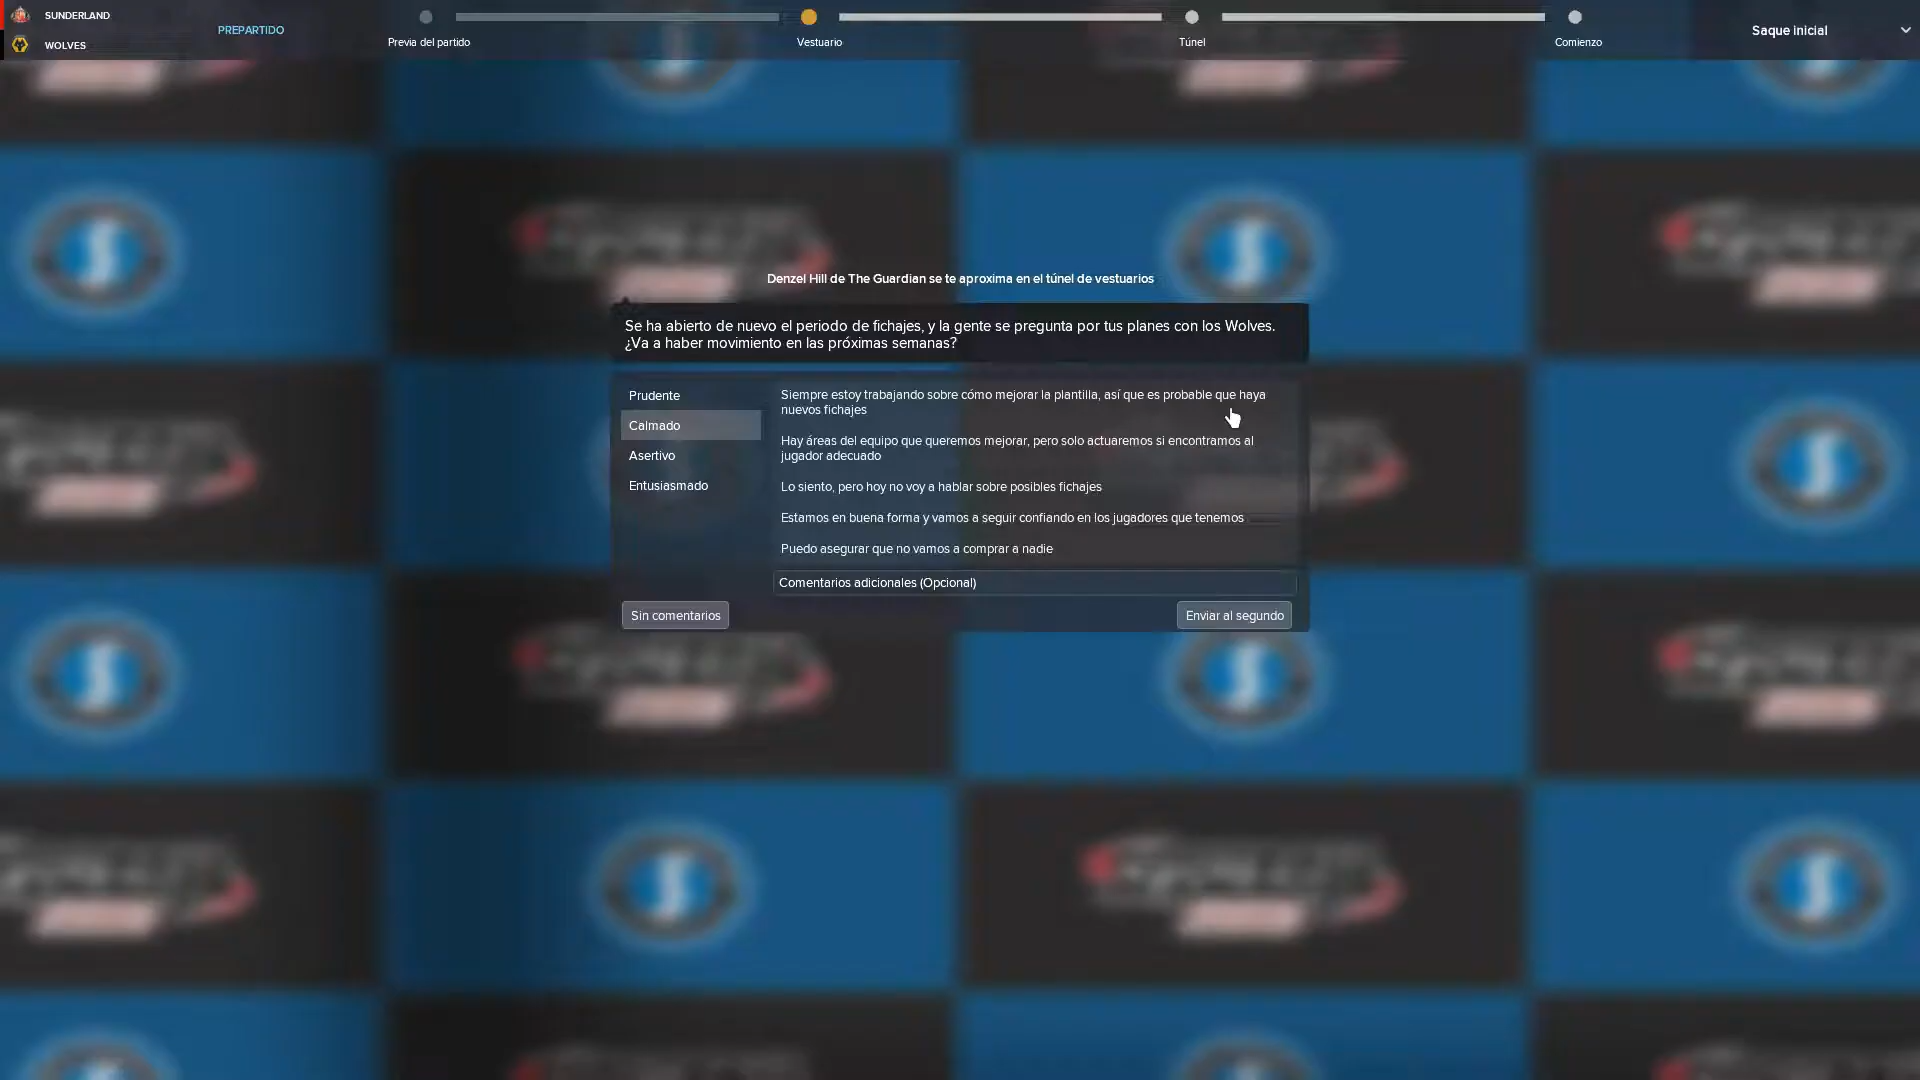 SUNDERLAND
WOLVES
PREPARTIDO
Previa del partido
Vestuario
Túnel
Comienzo
Saque inicial
Denzel Hill de The Guardian se te aproxima en el túnel de vestuarios
Se ha abierto de nuevo el periodo de fichajes, y la gente se pregunta por tus planes con los Wolves.
¿Va a haber movimiento en las próximas semanas?
Prudente
Calmado
Asertivo
Entusiasmado
Siempre estoy trabajando sobre cómo mejorar la plantilla, así que es probable que haya
nuevos fichajes
Hay áreas del equipo que queremos mejorar, pero solo actuaremos si encontramos al
jugador adecuado
Lo siento, pero hoy no voy a hablar sobre posibles fichajes
Estamos en buena forma y vamos a seguir confiando en los jugadores que tenemos
Puedo asegurar que no vamos a comprar a nadie
Comentarios adicionales (Opcional)
Sin comentarios
Enviar al segundo